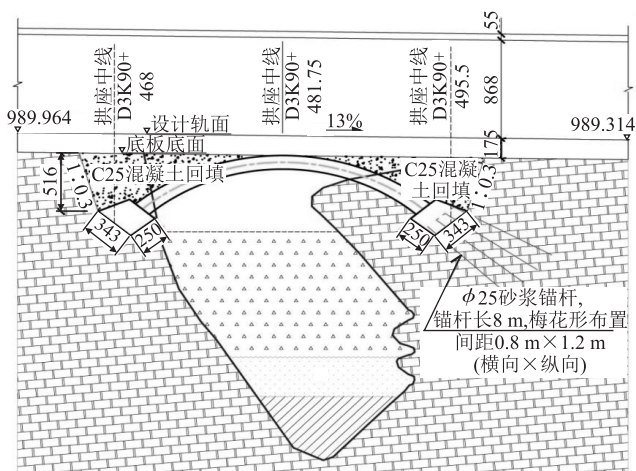 55
拱座中线
D3K90+
468
拱座中线
D3K90+
481.75
拱座中线
D3K90+
495.5
868
989.964
设计轨面
13%
989.314
底板底面
175
516
1:0.3
C25混凝土回填
C25混凝
土回填
1:0.3
343
250
250
343
ϕ25砂浆锚杆,
锚杆长8 m,梅花形布置
间距0.8 m×1.2 m
(横向×纵向)